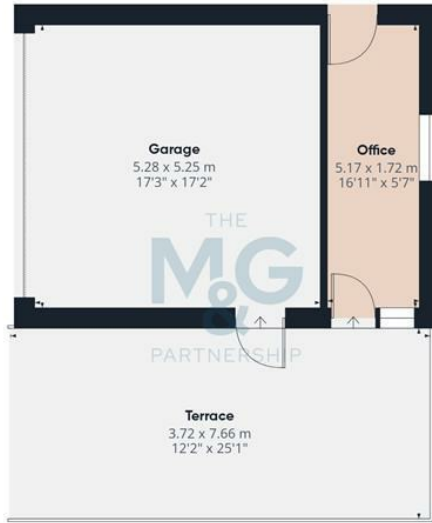 Garage
5.28 x 5.25 m
17'3" x 17'2"
Office
5.17 x 1.72 m
16'11" x 5'7"
THE
M&G
PARTNERSHIP
Terrace
3.72 x 7.66 m
12'2" x 25'1"